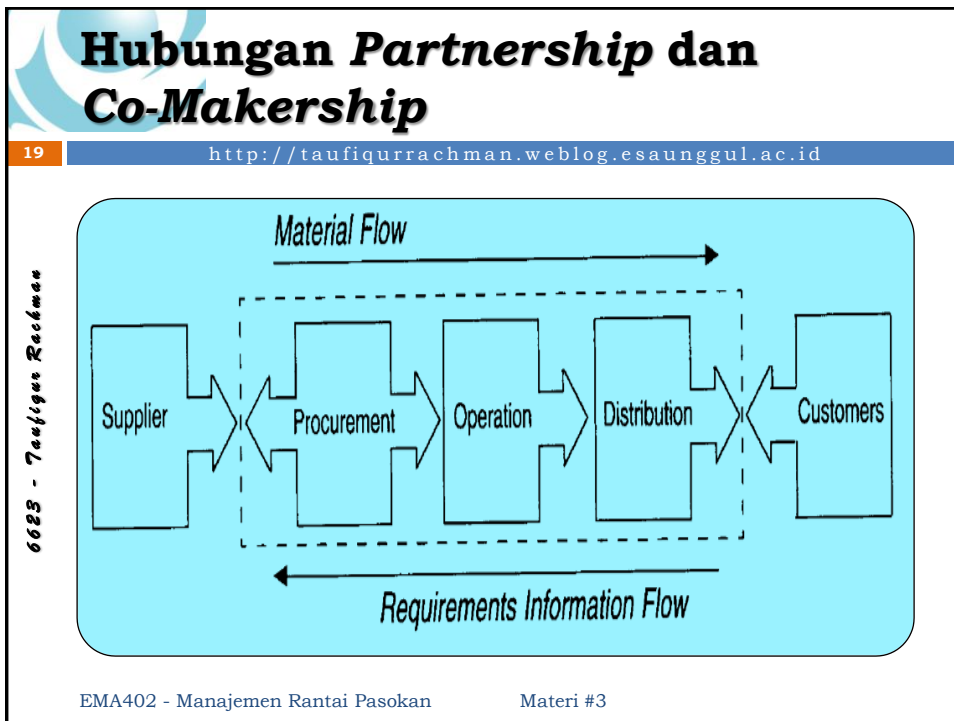 Hubungan Partnership dan
Co-Makership
19
http://taufiqurrachman.weblog.esaunggul.ac.id
6623 - Taufiqur Rachman
Material Flow
Supplier
Procurement
Operation
Distribution
Customers
Requirements Information Flow
EMA402 - Manajemen Rantai Pasokan
Materi #3